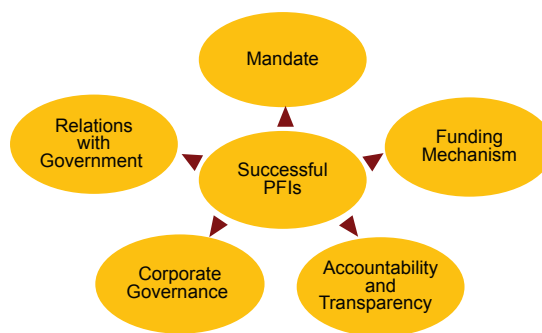 Mandate
Relations
with
Government
Funding
Mechanism
Successful
PFIs
Corporate
Governance
Accountability
and
Transparency